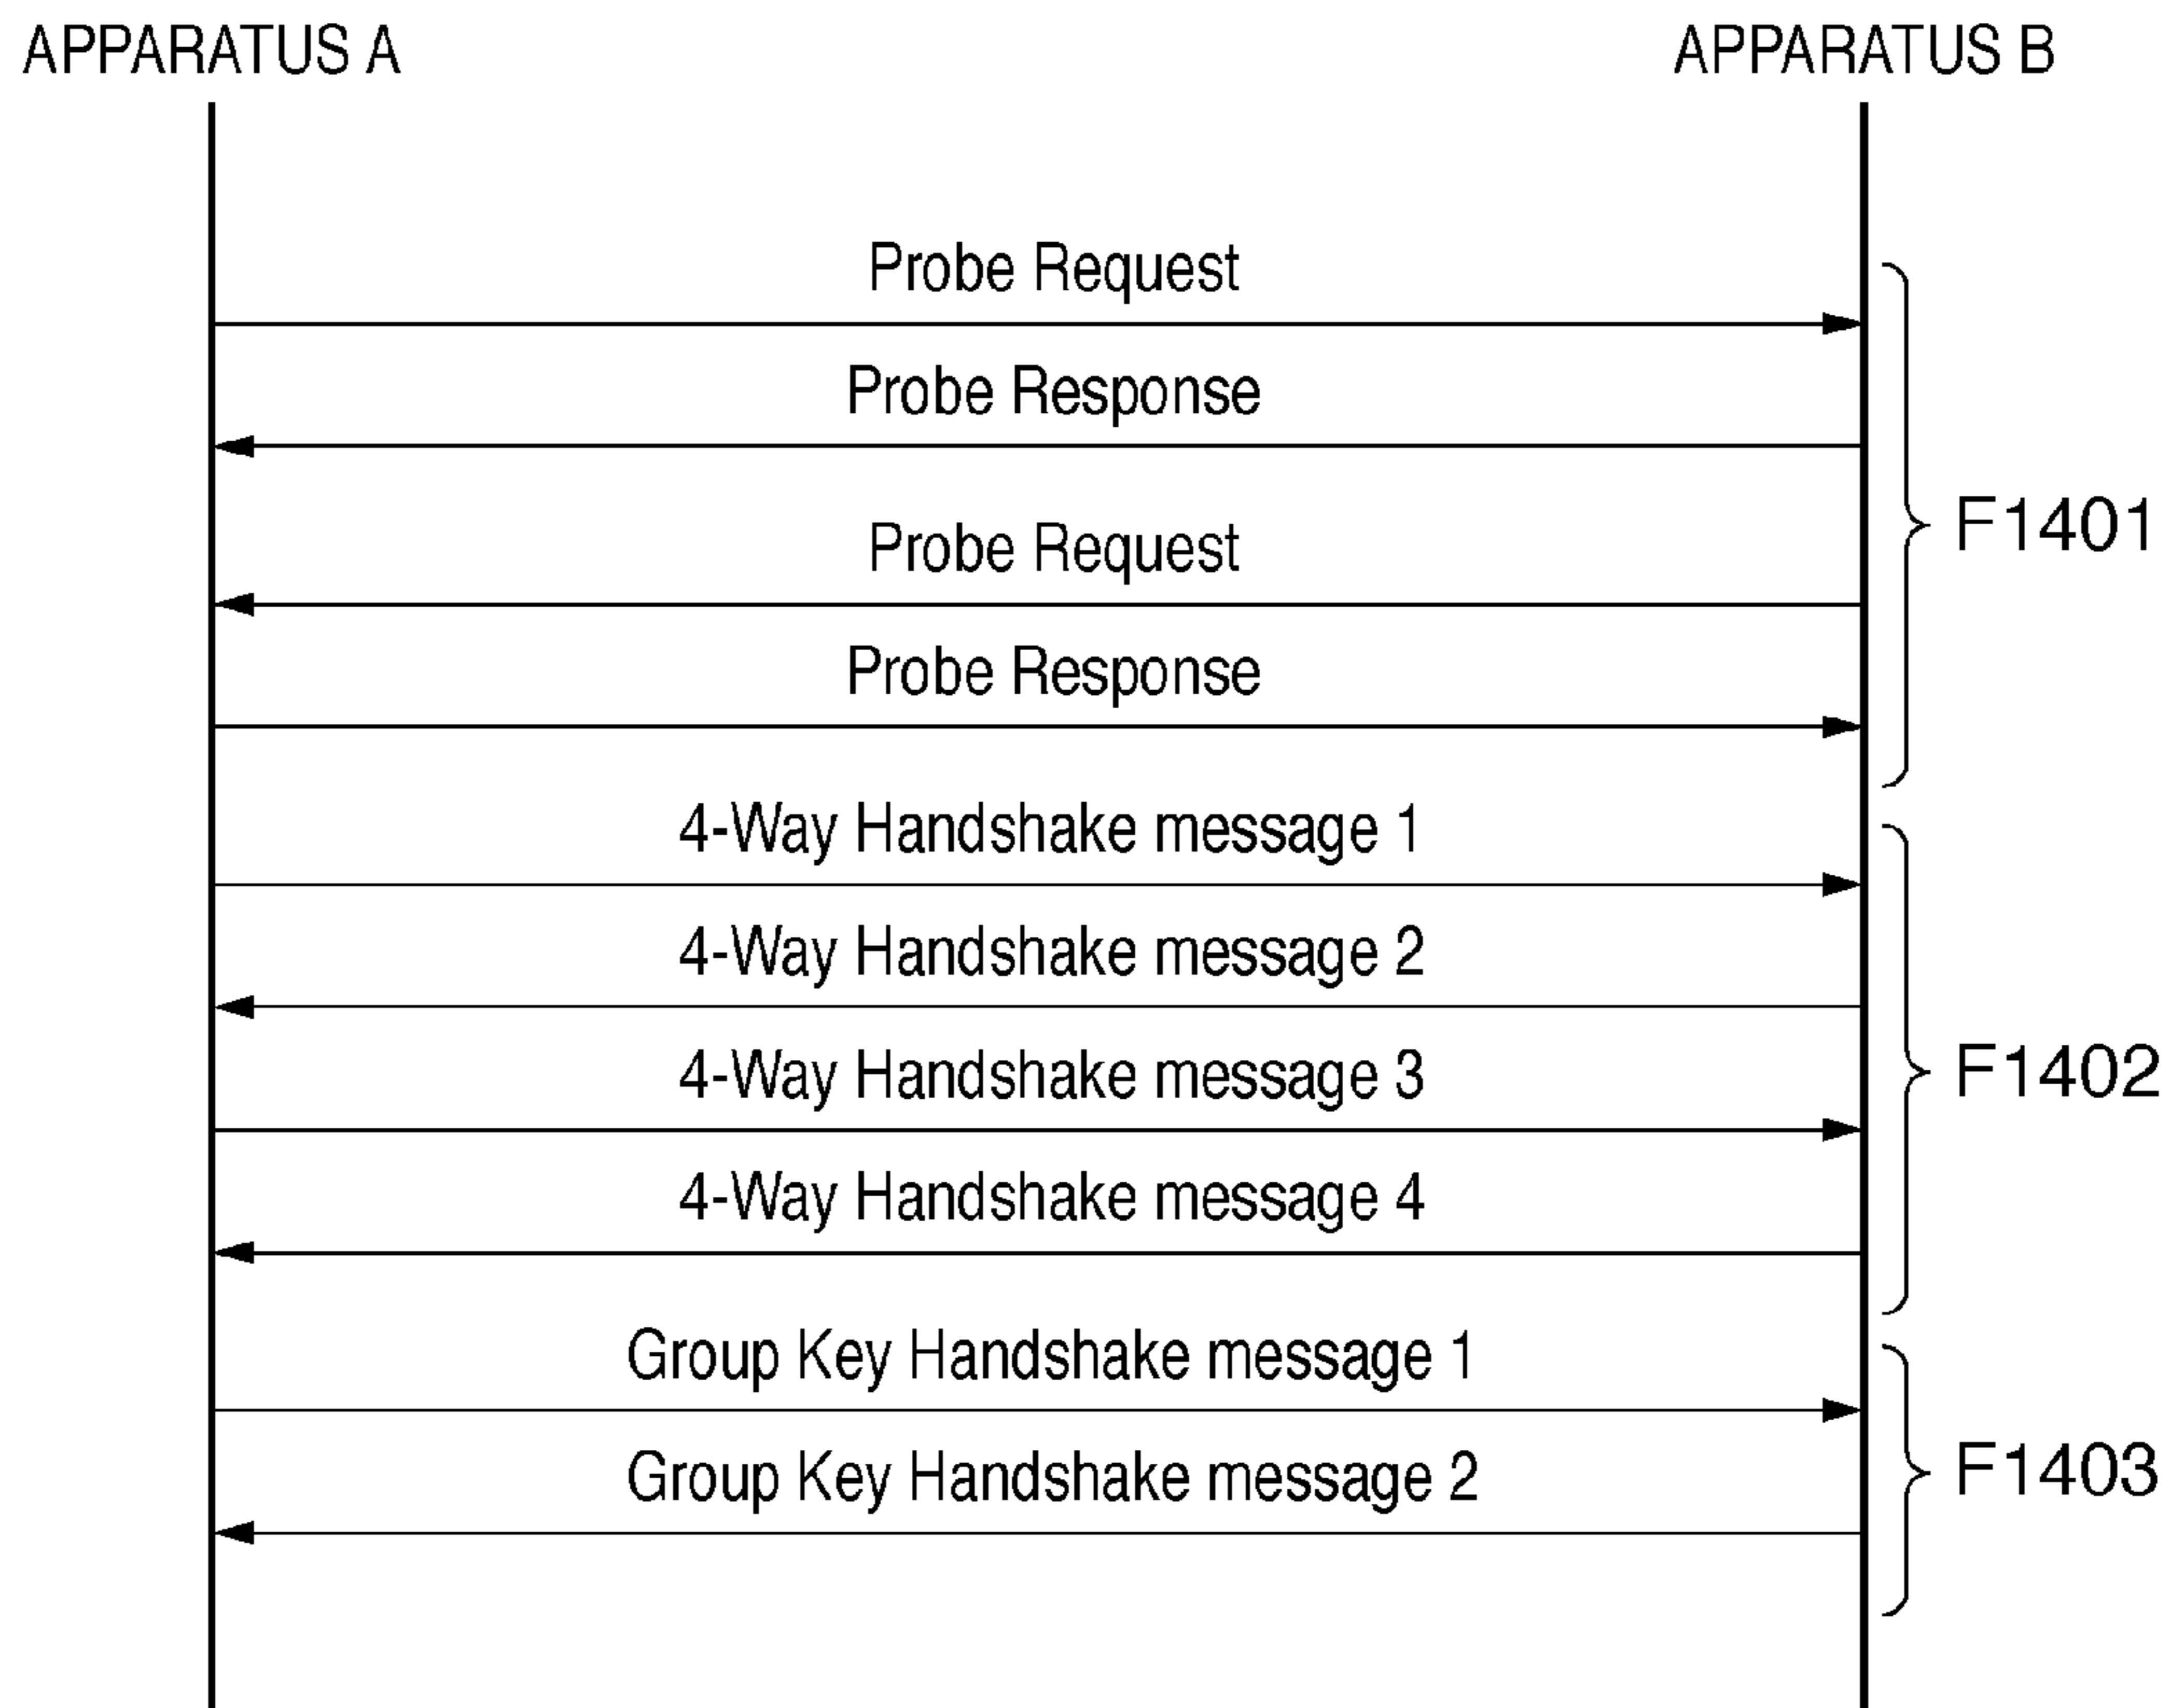 APPARATUS A
APPARATUS B
Probe Request
Probe Response
F1401
Probe Request
Probe Response
4-Way Handshake message 1
4-Way Handshake message 2
4-Way Handshake message 3
F1402
4-Way Handshake message 4
Group Key Handshake message 1
Group Key Handshake message 2
F1403